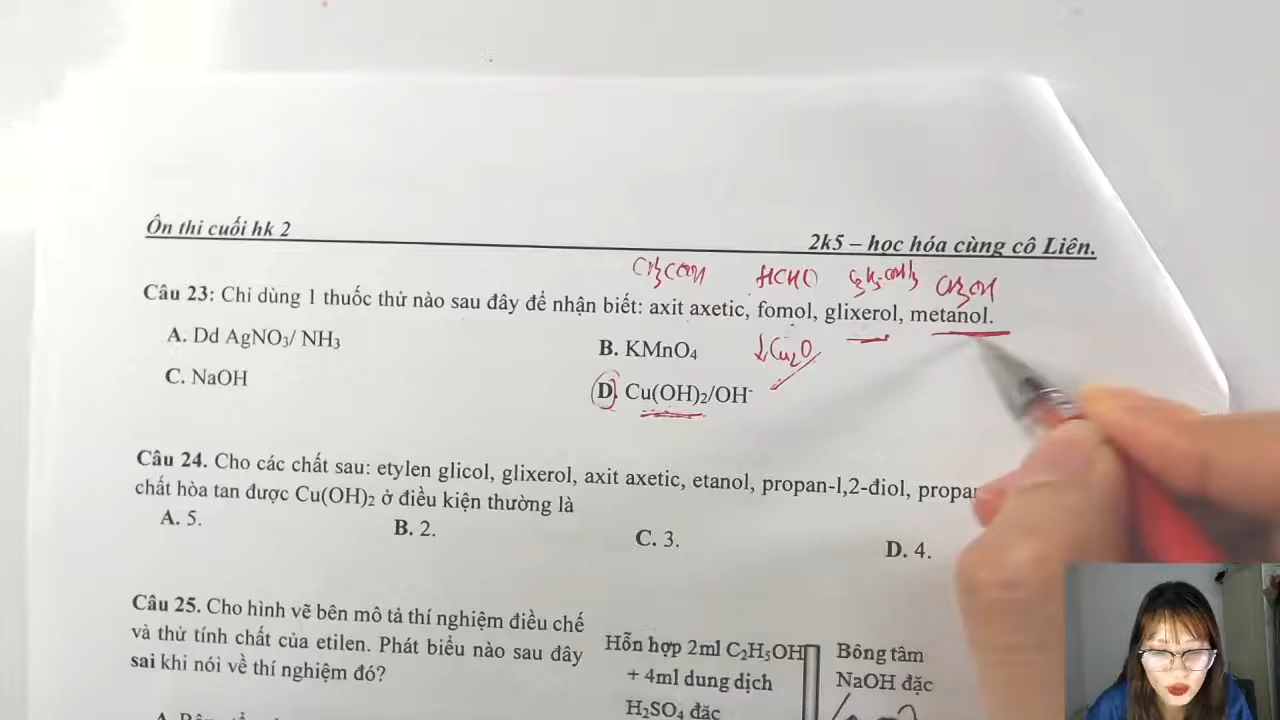 Ôn thi cuối hk 2
2k5 – học hóa cùng cô Liên.
CH3COOH HCHO C3H5(OH)3 CH3OH
Câu 23: Chỉ dùng 1 thuốc thử nào sau đây để nhận biết: axit axetic, fomol, glixerol, metanol.
A. Dd AgNO₃/ NH₃
B. KMnO₄
↓Cu₂O
C. NaOH
D. Cu(OH)₂/OH⁻
Câu 24. Cho các chất sau: etylen glicol, glixerol, axit axetic, etanol, propan-l,2-điol,
chất hòa tan được Cu(OH)₂ ở điều kiện thường là
A. 5.
B. 2.
C. 3.
D. 4.
Câu 25. Cho hình vẽ bên mô tả thí nghiệm điều chế
và thử tính chất của etilen. Phát biểu nào sau đây
sai khi nói về thí nghiệm đó?
Hỗn hợp 2ml C₂H₅OH
+ 4ml dung dịch
H₂SO₄ đặc
Bông tâm
NaOH đặc